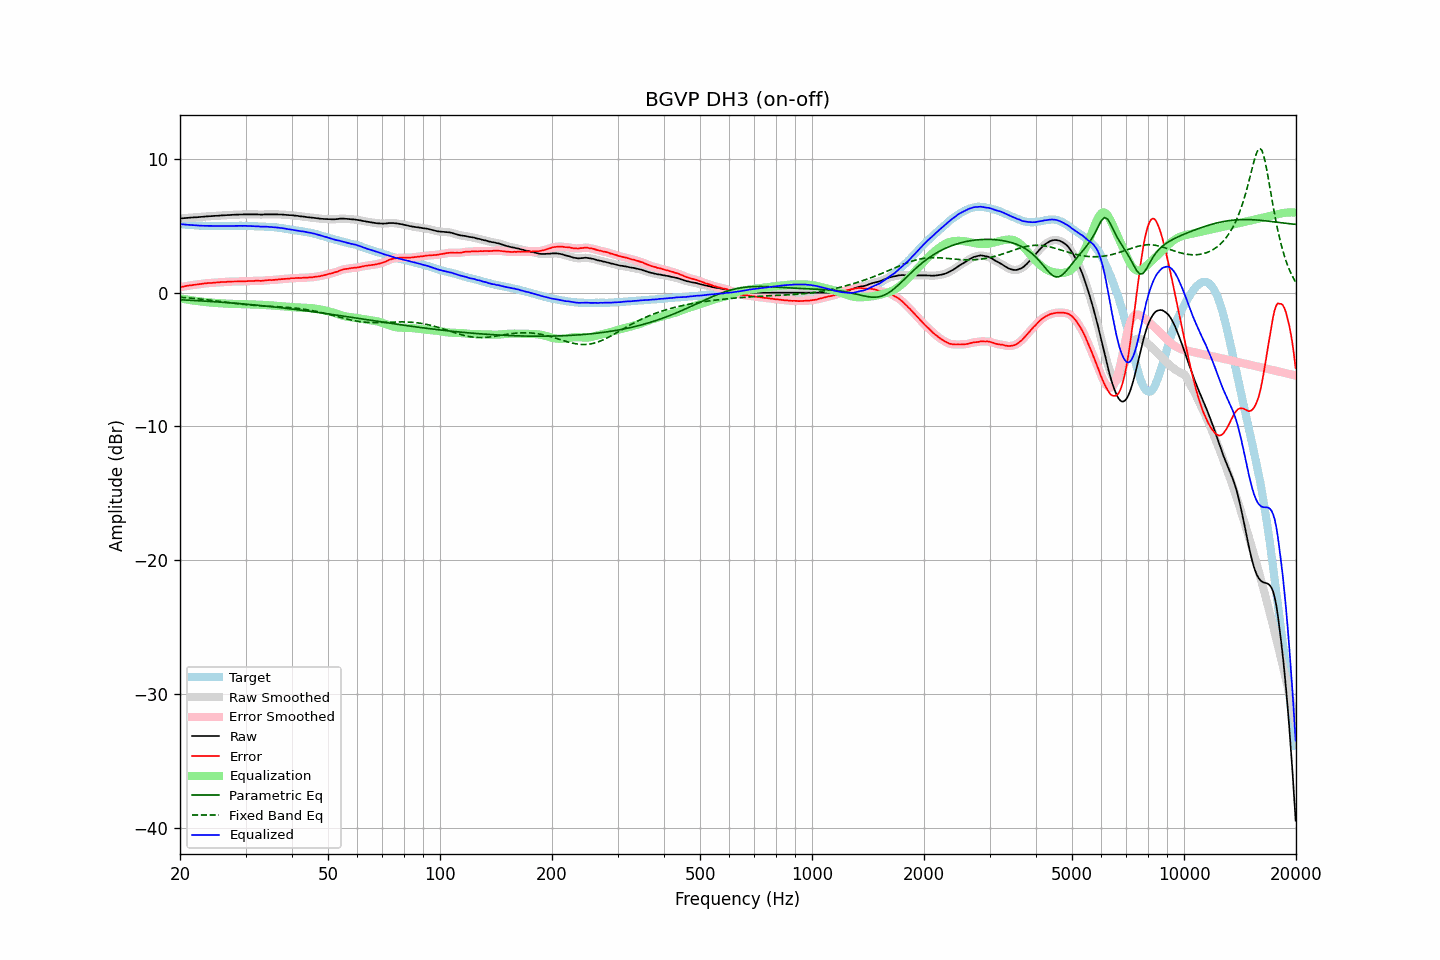 BGVP DH3 (on-off)
Amplitude (dBr)
10
0
−10
−20
−30
−40
Target
Raw Smoothed
Error Smoothed
Raw
Error
Equalization
Parametric Eq
Fixed Band Eq
Equalized
20 50 100 200 500 1000 2000 5000 10000 20000
Frequency (Hz)